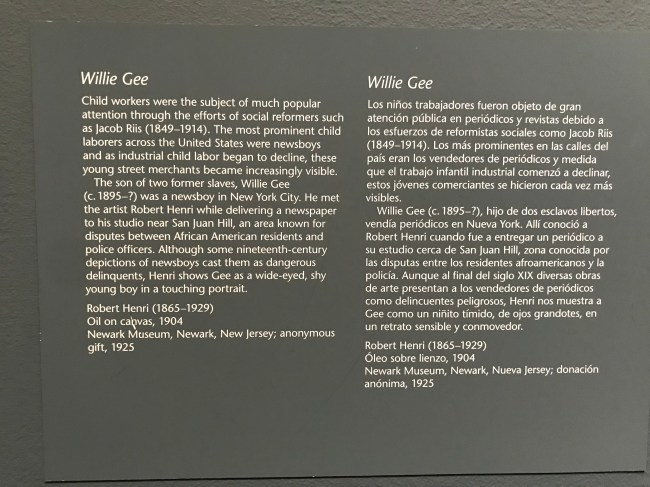 Willie Gee
Child workers were the subject of much popular
attention through the efforts of social reformers such
as Jacob Riis (1849–1914). The most prominent child
laborers across the United States were newsboys
and as industrial child labor began to decline, these
young street merchants became increasingly visible.
The son of two former slaves, Willie Gee
(c. 1895–?) was a newsboy in New York City. He met
the artist Robert Henri while delivering a newspaper
to his studio near San Juan Hill, an area known for
disputes between African American residents and
police officers. Although some nineteenth-century
depictions of newsboys cast them as dangerous
delinquents, Henri shows Gee as a wide-eyed, shy
young boy in a touching portrait.
Robert Henri (1865–1929)
Oil on canvas, 1904
Newark Museum, Newark, New Jersey; anonymous
gift, 1925
Willie Gee
Los niños trabajadores fueron objeto de gran
atención pública en periódicos y revistas debido a
los esfuerzos de reformistas sociales como Jacob Riis
(1849–1914). Los más prominentes en las calles del
país eran los vendedores de periódicos y medida
que el trabajo infantil industrial comenzó a declinar,
estos jóvenes comerciantes se hicieron cada vez más
visibles.
Willie Gee (c. 1895–?), hijo de dos esclavos libertos,
vendía periódicos en Nueva York. Allí conoció a
Robert Henri cuando fue a entregar un periódico a
su estudio cerca de San Juan Hill, zona conocida por
las disputas entre los residentes afroamericanos y la
policía. Aunque al final del siglo XIX diversas obras
de arte presentan a los vendedores de periódicos
como delincuentes peligrosos, Henri nos muestra a
Gee como un niñito tímido, de ojos grandotes, en
un retrato sensible y conmovedor.
Robert Henri (1865–1929)
Óleo sobre lienzo, 1904
Newark Museum, Newark, Nueva Jersey; donación
anónima, 1925